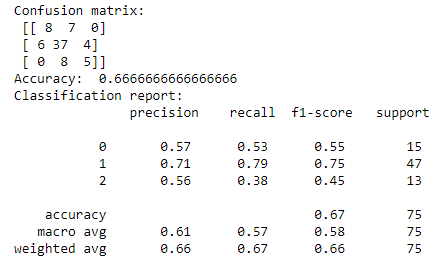 Confusion matrix:
[[ 8 7 0]
[ 6 37 4]
[ 0 8 5]]
Accuracy: 0.6666666666666666
Classification report:
precision recall f1-score support
0 0.57 0.53 0.55 15
1 0.71 0.79 0.75 47
2 0.56 0.38 0.45 13
accuracy 0.67 75
macro avg 0.61 0.57 0.58 75
weighted avg 0.66 0.67 0.66 75